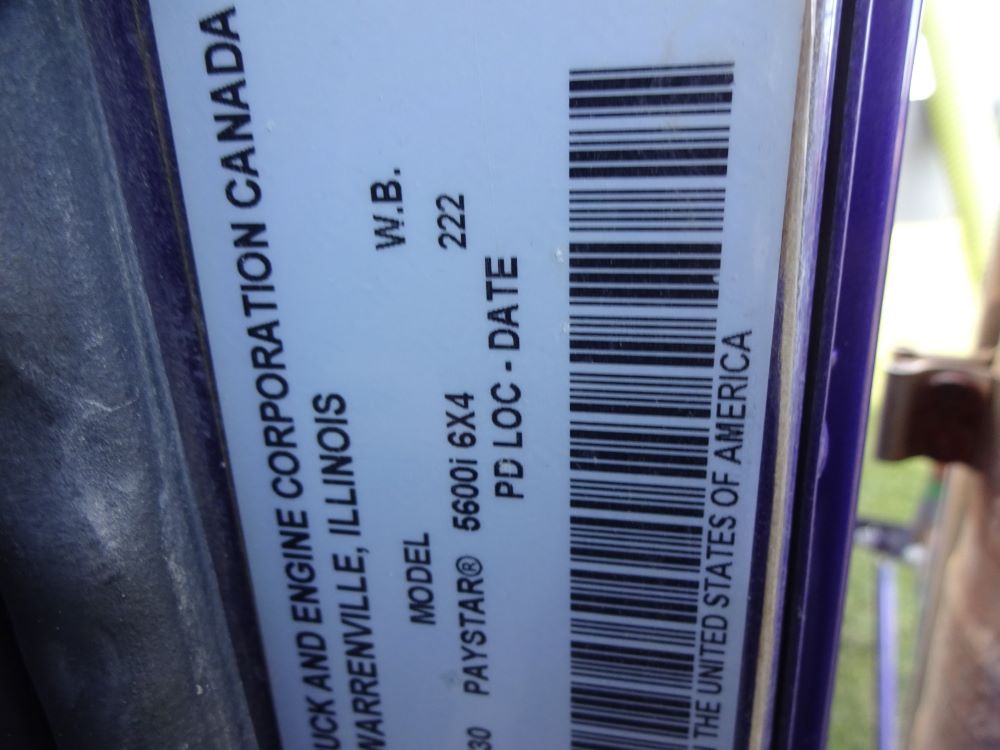 UCK AND ENGINE CORPORATION CANADA
WARRENVILLE, ILLINOIS
MODEL W.B.
30 PAYSTAR® 5600i 6X4 222
PD LOC - DATE
THE UNITED STATES OF AMERICA